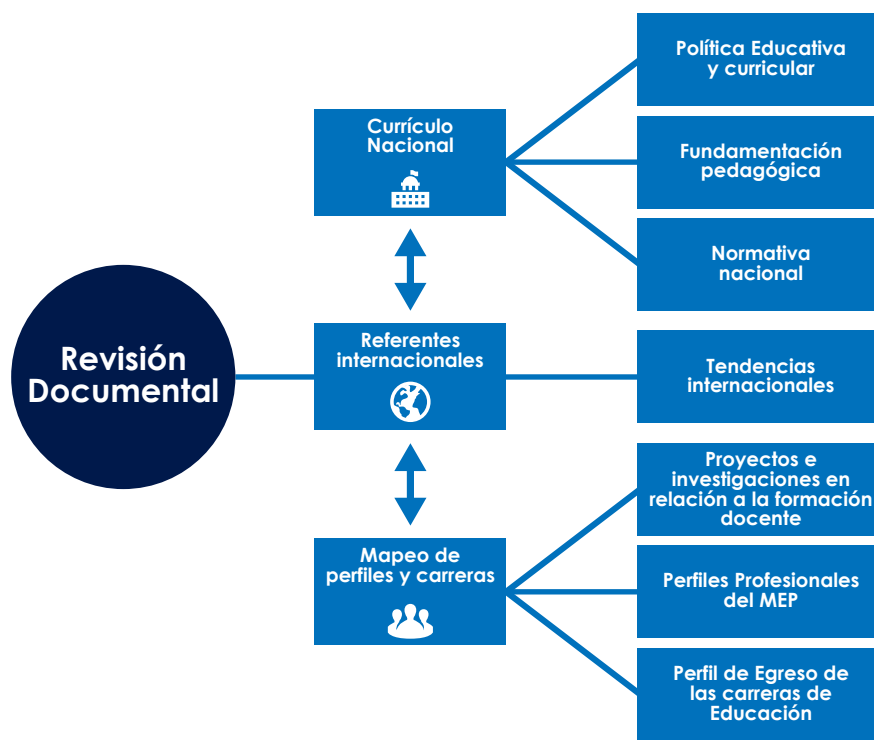 Revisión
Documental
Currículo
Nacional
Política Educativa
y curricular
Fundamentación
pedagógica
Normativa
nacional
Referentes
internacionales
Tendencias
internacionales
Mapeo de
perfiles y carreras
Proyectos e
investigaciones en
relación a la formación
docente
Perfiles Profesionales
del MEP
Perfil de Egreso de
las carreras de
Educación